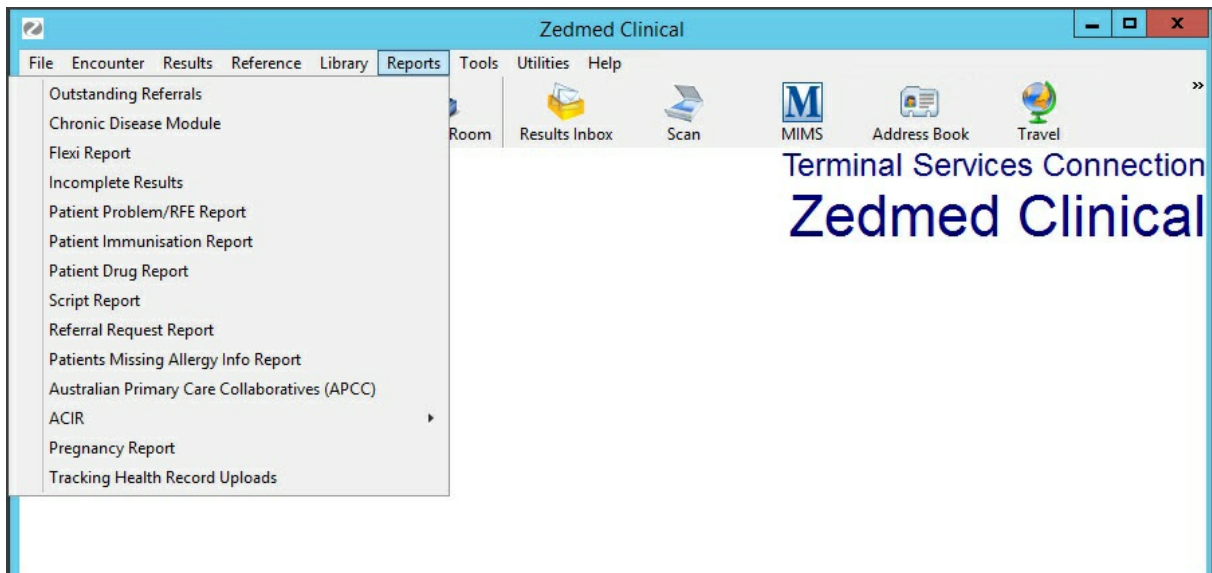 Zedmed Clinical
File Encounter Results Reference Library Reports Tools Utilities Help
Outstanding Referrals
Chronic Disease Module
Flexi Report
Incomplete Results
Patient Problem/RFE Report
Patient Immunisation Report
Patient Drug Report
Script Report
Referral Request Report
Patients Missing Allergy Info Report
Australian Primary Care Collaboratives (APCC)
ACIR
Pregnancy Report
Tracking Health Record Uploads
M
Room Results Inbox Scan MIMS Address Book Travel
»
Terminal Services Connection
Zedmed Clinical